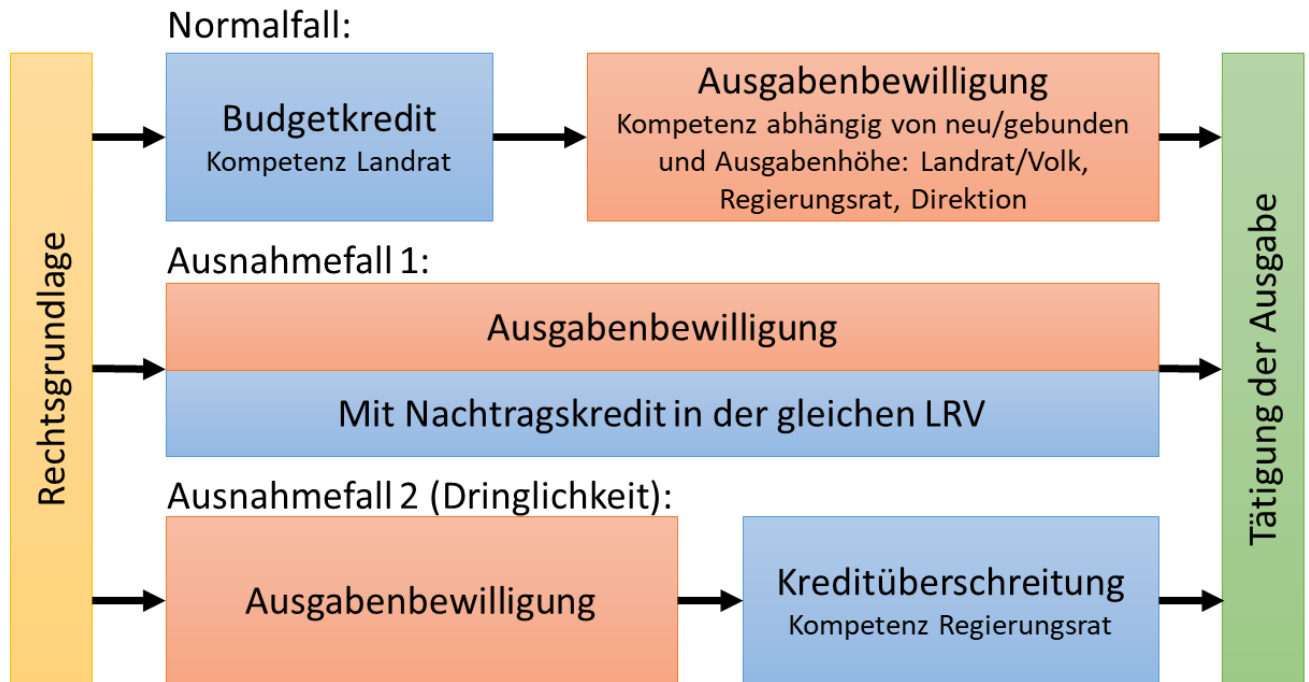 Rechtsgrundlage
Normalfall:
Budgetkredit
Kompetenz Landrat
Ausgabenbewilligung
Kompetenz abhängig von neu/gebunden
und Ausgabenhöhe: Landrat/Volk,
Regierungsrat, Direktion
Ausnahmefall 1:
Ausgabenbewilligung
Mit Nachtragskredit in der gleichen LRV
Ausnahmefall 2 (Dringlichkeit):
Ausgabenbewilligung
Kreditüberschreitung
Kompetenz Regierungsrat
Tätigung der Ausgabe